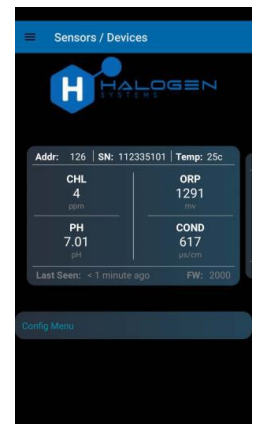 Sensors / Devices
H HALOGEN
SYSTEMS
Addr: 126 | SN: 112335101 | Temp: 25c
CHL ORP
4 1291
ppm mv
PH COND
7.01 617
pH µs/cm
Last Seen: < 1 minute ago FW: 2000
Config Menu